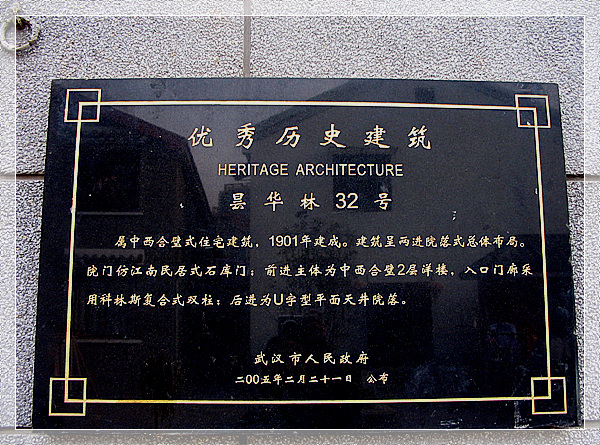 优秀历史建筑
HERITAGE ARCHITECTURE
昙华林 32 号
属中西合璧式住宅建筑，1901年建成。建筑呈两进院落式总体布局。
院门仿江南民居式石库门；前进主体为中西合璧2层洋楼，入口门廊采
用科林斯复合式双柱；后进为U字型平面天井院落。
武汉市人民政府
二00五年二月二十一日 公布